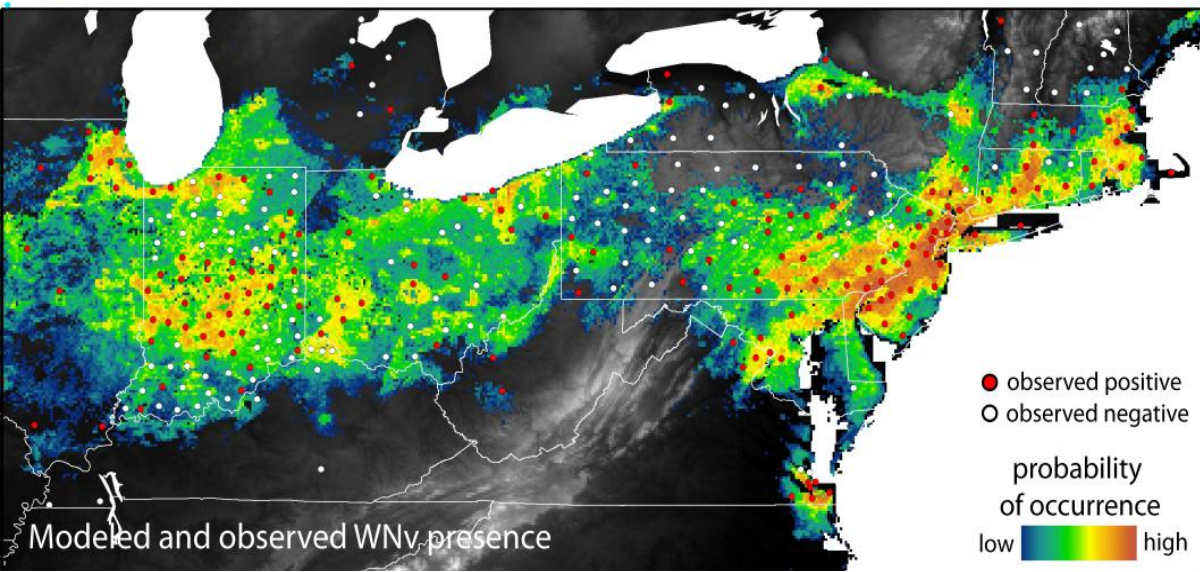 observed positive
observed negative
probability
of occurrence
low high
Modeled and observed WNv presence